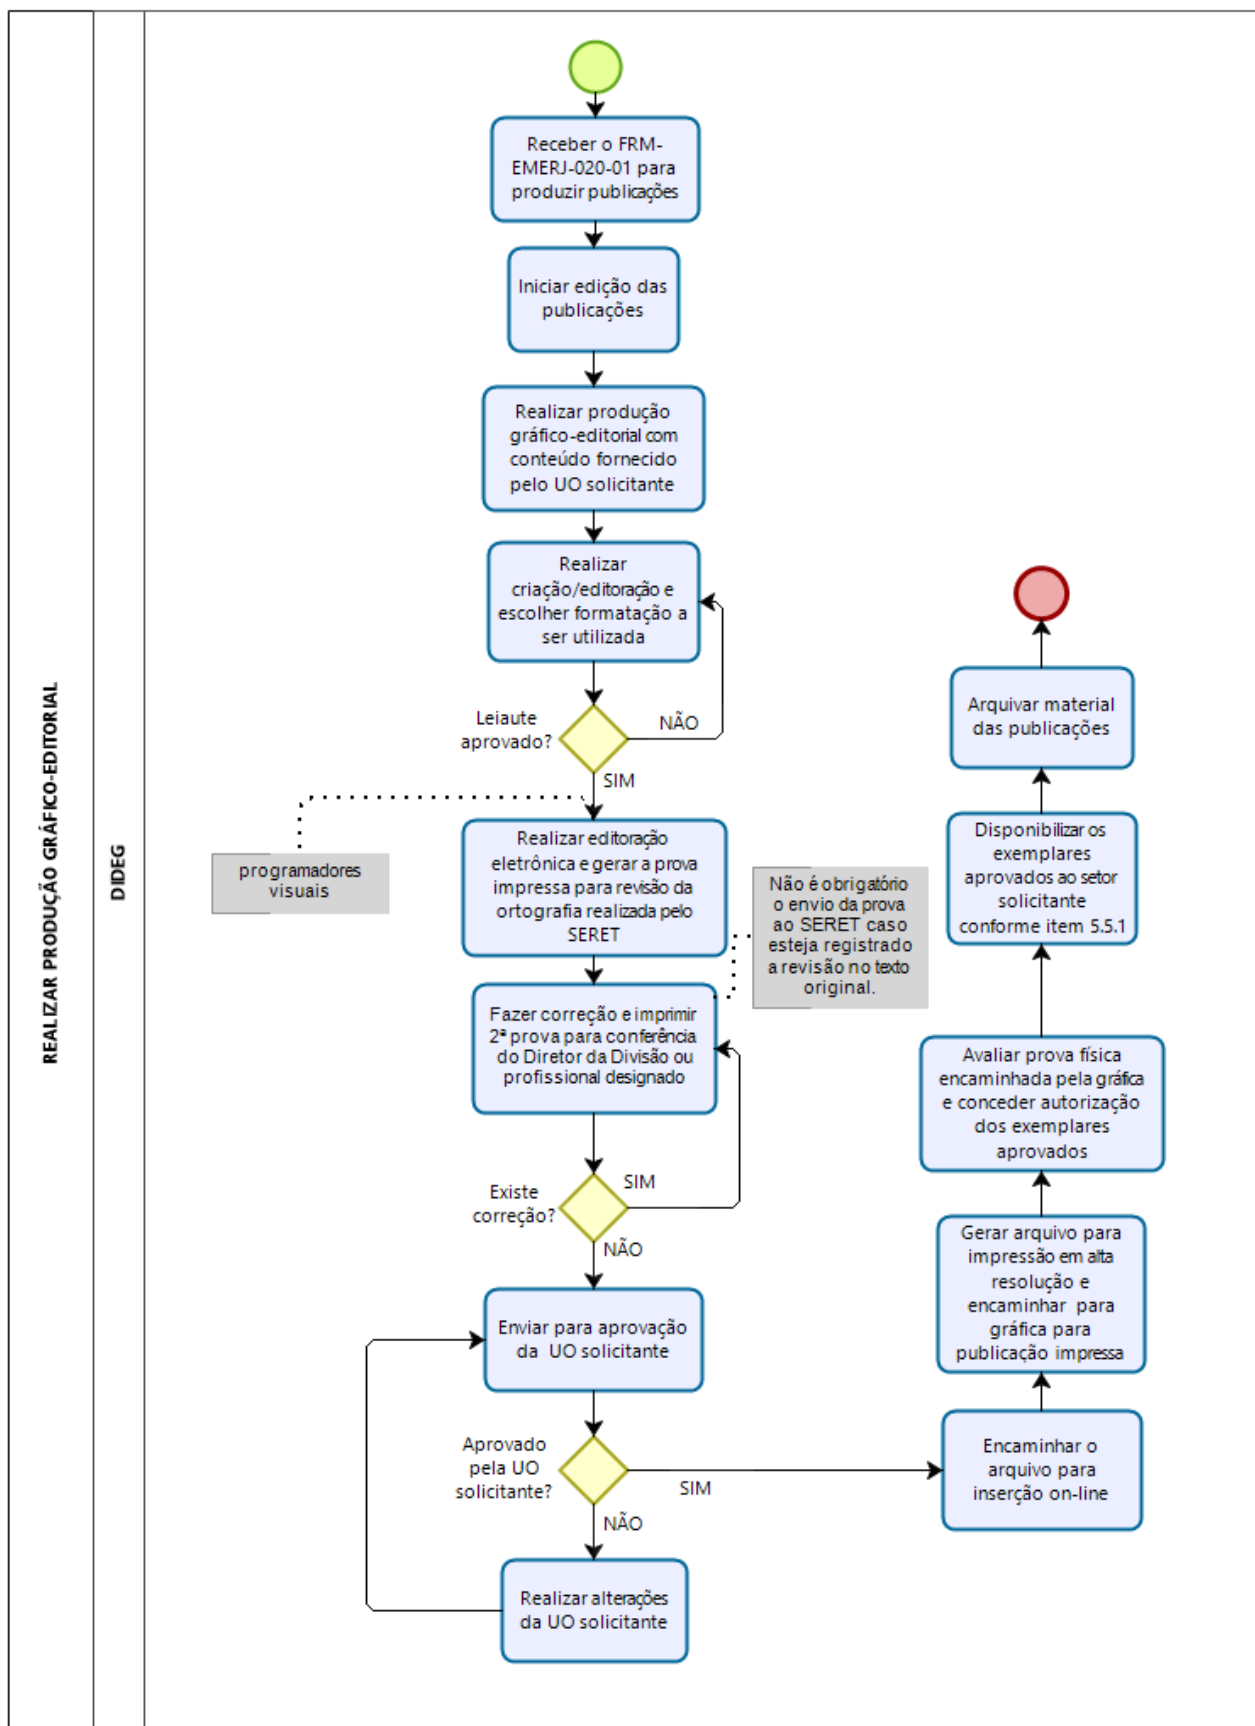 REALIZAR PRODUÇÃO GRÁFICO-EDITORIAL
DIDEG
Receber o FRM-
EMERJ-020-01 para
produzir publicações
Iniciar edição das
publicações
Realizar produção
gráfico-editorial com
conteúdo fornecido
pelo UO solicitante
Realizar
criação/editoração e
escolher formatação a
ser utilizada
Leiaute
aprovado?
NÃO
SIM
programadores
visuais
Realizar editoração
eletrônica e gerar a prova
impressa para revisão da
ortografia realizada pelo
SERET
Não é obrigatório
o envio da prova
ao SERET caso
esteja registrado
a revisão no texto
original.
Fazer correção e imprimir
2ª prova para conferência
do Diretor da Divisão ou
profissional designado
Existe
correção?
SIM
NÃO
Enviar para aprovação
da UO solicitante
Aprovado
pela UO
solicitante?
SIM
NÃO
Realizar alterações
da UO solicitante
Encaminhar o
arquivo para
inserção on-line
Gerar arquivo para
impressão em alta
resolução e
encaminhar para
gráfica para
publicação impressa
Avaliar prova física
encaminhada pela gráfica
e conceder autorização
dos exemplares
aprovados
Disponibilizar os
exemplares
aprovados ao setor
solicitante
conforme item 5.5.1
Arquivar material
das publicações